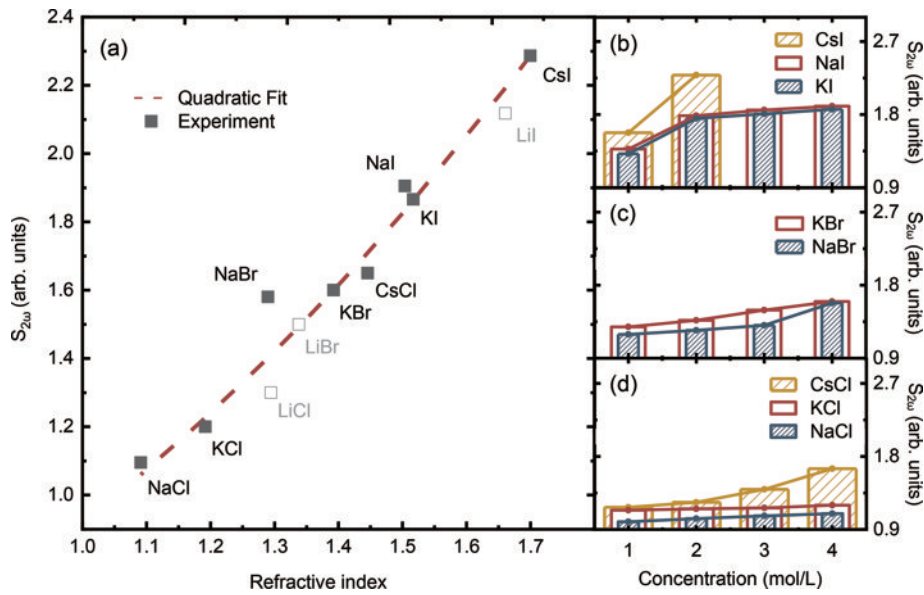 (a)
Quadratic Fit
Experiment
CsI
LiI
NaI
KI
NaBr
CsCl
KBr
LiBr
LiCl
KCl
NaCl
2.4
2.2
2.0
1.8
1.6
1.4
1.2
1.0
S2ω (arb. units)
1.0 1.1 1.2 1.3 1.4 1.5 1.6 1.7
Refractive index
(b)
CsI
NaI
KI
2.7
1.8
0.9
S2ω (arb. units)
(c)
KBr
NaBr
2.7
1.8
0.9
S2ω (arb. units)
(d)
CsCl
KCl
NaCl
2.7
1.8
0.9
S2ω (arb. units)
1 2 3 4
Concentration (mol/L)